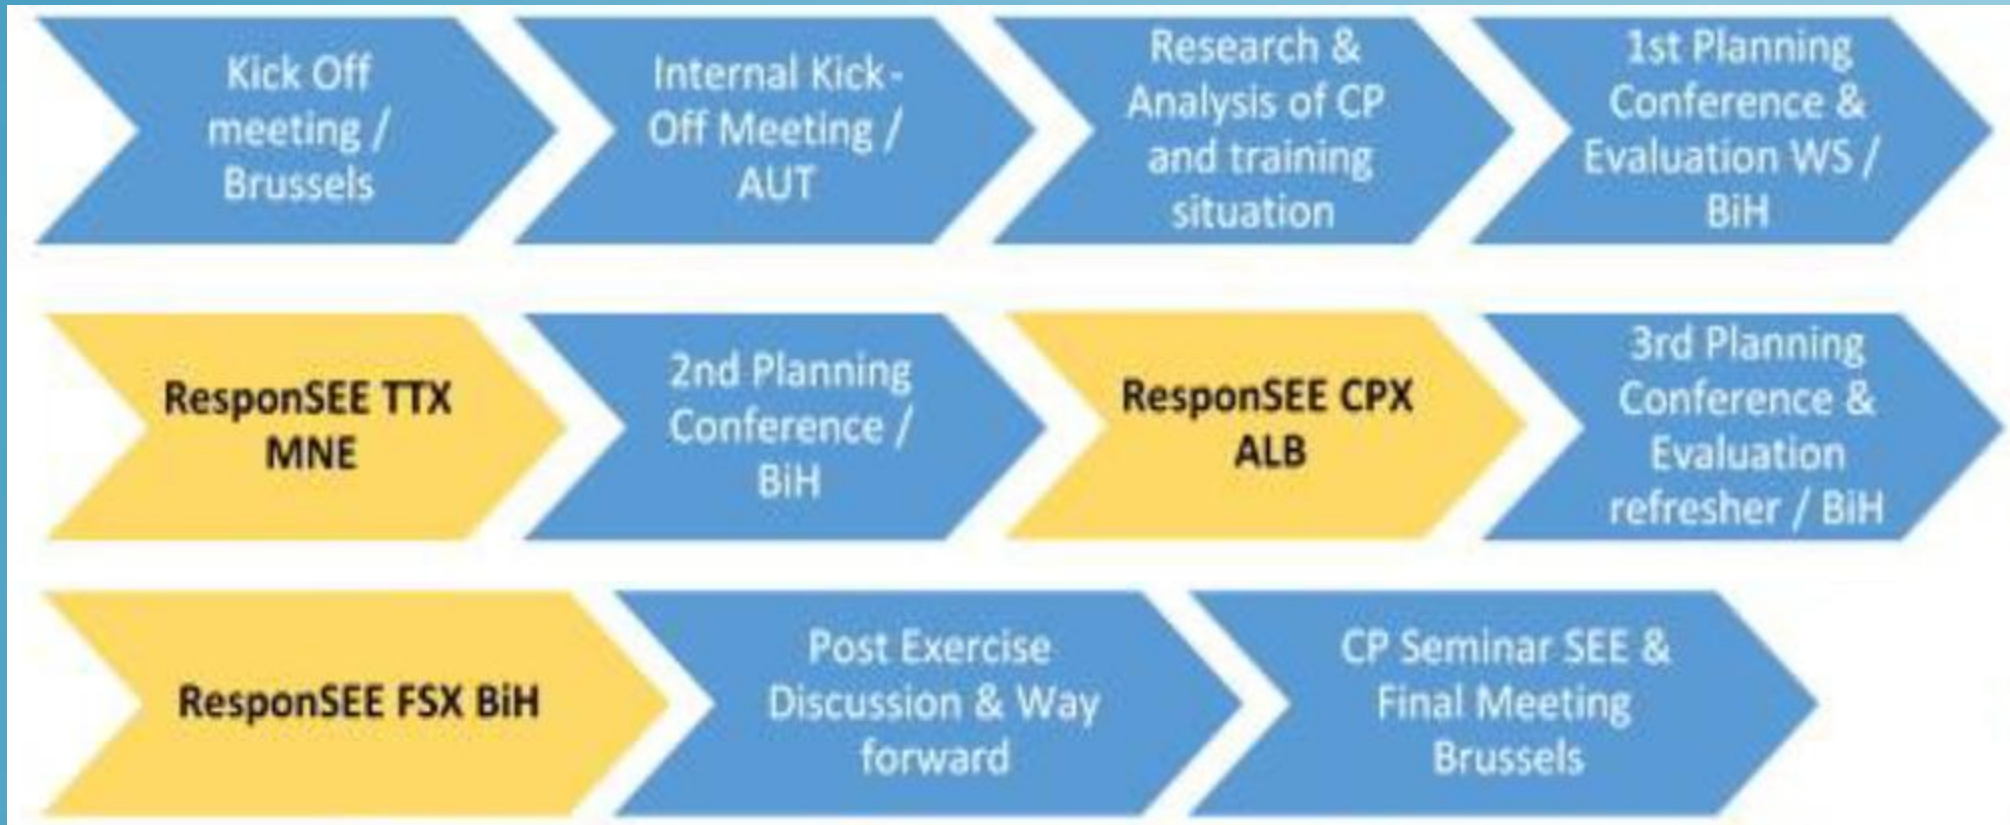 Kick Off
meeting /
Brussels
Internal Kick-
Off Meeting /
AUT
Research &
Analysis of CP
and training
situation
1st Planning
Conference &
Evaluation WS /
BiH
ResponSEE TTX
MNE
2nd Planning
Conference /
BiH
ResponSEE CPX
ALB
3rd Planning
Conference &
Evaluation
refresher / BiH
ResponSEE FSX BiH
Post Exercise
Discussion & Way
forward
CP Seminar SEE &
Final Meeting
Brussels